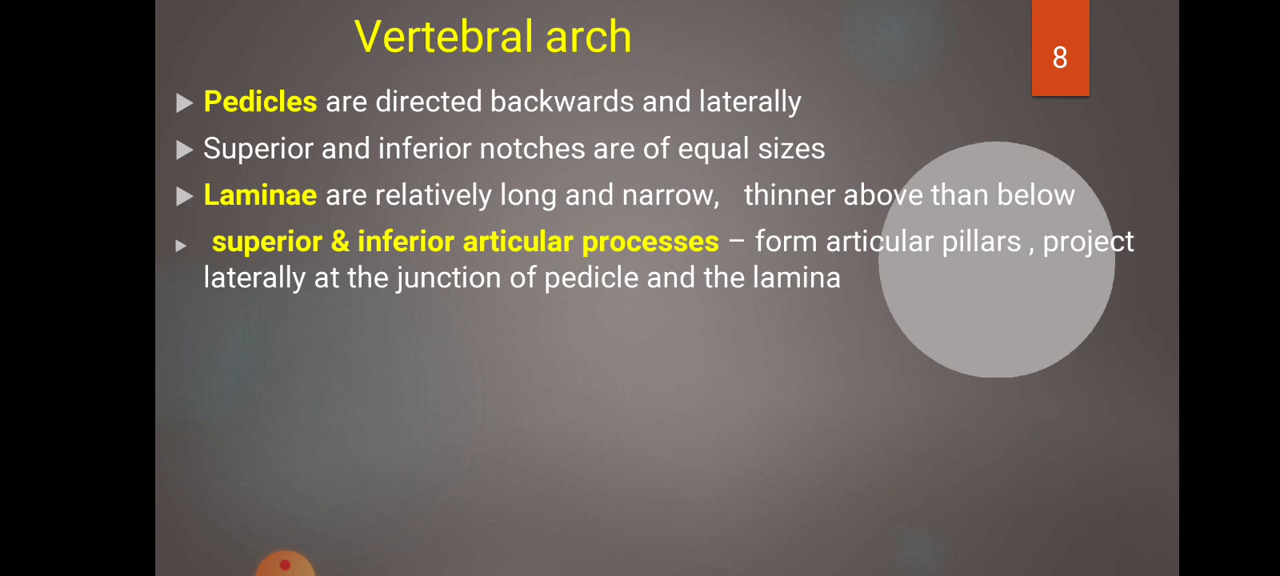 Vertebral arch
8
Pedicles are directed backwards and laterally
Superior and inferior notches are of equal sizes
Laminae are relatively long and narrow, thinner above than below
superior & inferior articular processes – form articular pillars , project
laterally at the junction of pedicle and the lamina